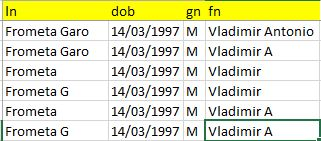 ln dob gn fn
Frometa Garo 14/03/1997 M Vladimir Antonio
Frometa Garo 14/03/1997 M Vladimir A
Frometa 14/03/1997 M Vladimir
Frometa G 14/03/1997 M Vladimir
Frometa 14/03/1997 M Vladimir A
Frometa G 14/03/1997 M Vladimir A